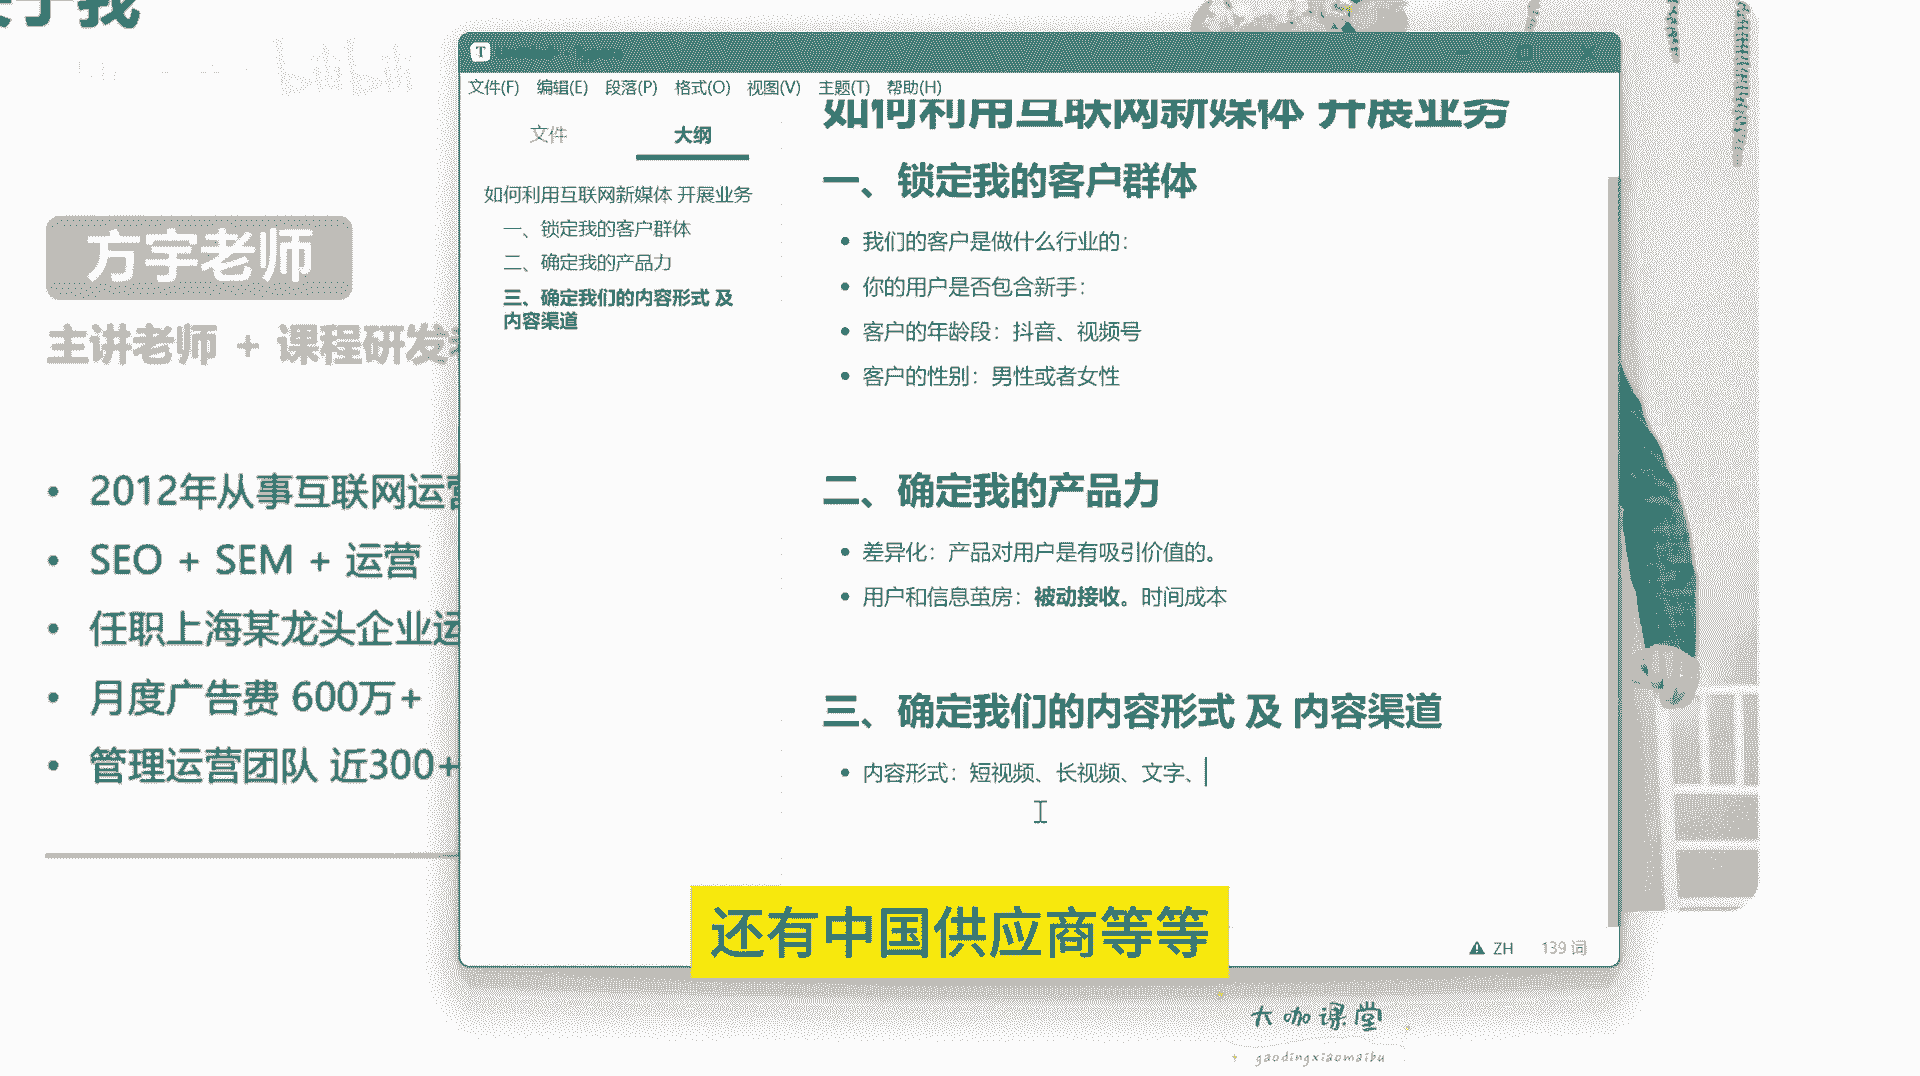 bilibili
方宇老师
主讲老师 + 课程研发
2012年从事互联网运营
SEO + SEM + 运营
任职上海某龙头企业运
月度广告费 600万+
管理运营团队 近300+
文件(F) 编辑(E) 段落(P) 格式(O) 视图(V) 主题(T) 帮助(H)
文件 大纲
如何利用互联网新媒体 开展业务
一、锁定我的客户群体
二、确定我的产品力
三、确定我们的内容形式 及
内容渠道
如何利用互联网新媒体 开展业务
一、锁定我的客户群体
我们的客户是做什么行业的：
你的用户是否包含新手：
客户的年龄段：抖音、视频号
客户的性别：男性或者女性
二、确定我的产品力
差异化：产品对用户是有吸引价值的。
用户和信息茧房：被动接收。时间成本
三、确定我们的内容形式 及 内容渠道
内容形式：短视频、长视频、文字、
ZH 139 词
还有中国供应商等等
大咖课堂
gaodingxiaomaibu